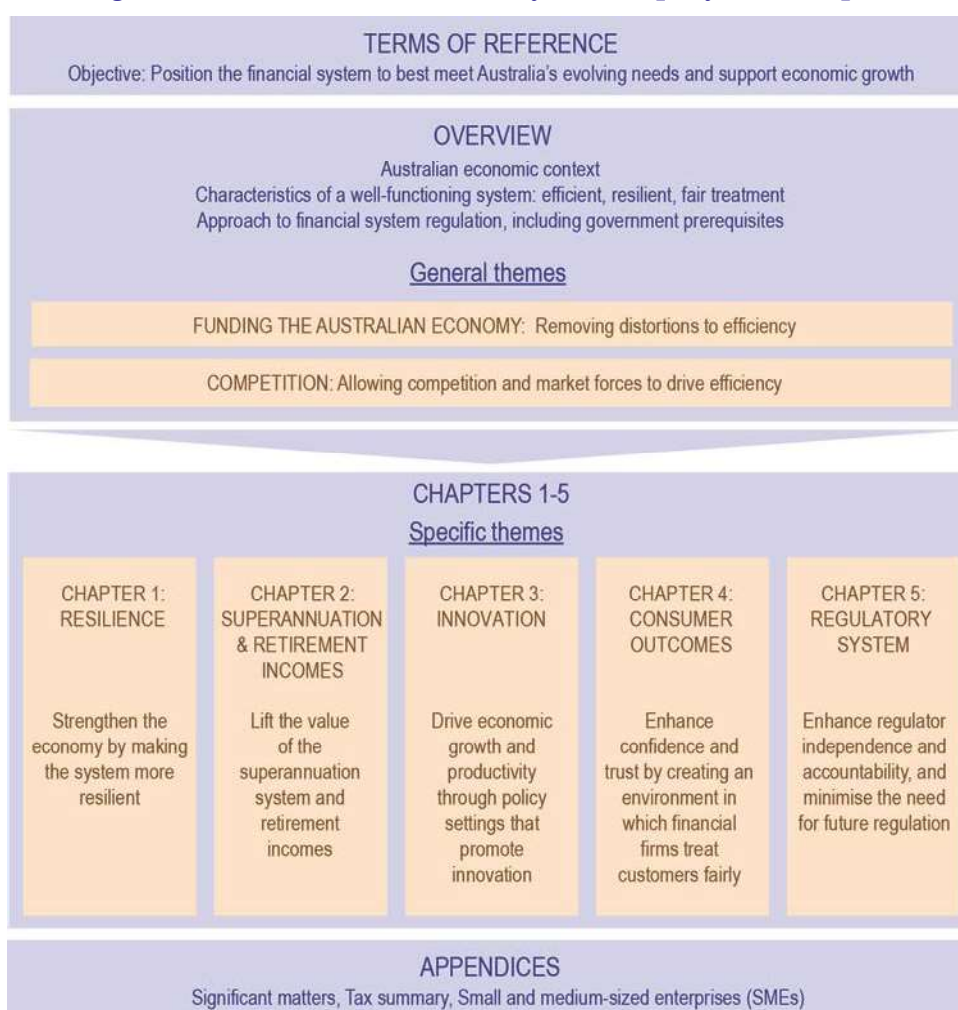 TERMS OF REFERENCE
Objective: Position the financial system to best meet Australia's evolving needs and support economic growth
OVERVIEW
Australian economic context
Characteristics of a well-functioning system: efficient, resilient, fair treatment
Approach to financial system regulation, including government prerequisites
General themes
FUNDING THE AUSTRALIAN ECONOMY: Removing distortions to efficiency
COMPETITION: Allowing competition and market forces to drive efficiency
CHAPTERS 1-5
Specific themes
CHAPTER 1:
RESILIENCE
Strengthen the
economy by making
the system more
resilient
CHAPTER 2:
SUPERANNUATION
& RETIREMENT
INCOMES
Lift the value
of the
superannuation
system and
retirement
incomes
CHAPTER 3:
INNOVATION
Drive economic
growth and
productivity
through policy
settings that
promote
innovation
CHAPTER 4:
CONSUMER
OUTCOMES
Enhance
confidence and
trust by creating an
environment in
which financial
firms treat
customers fairly
CHAPTER 5:
REGULATORY
SYSTEM
Enhance regulator
independence and
accountability, and
minimise the need
for future regulation
APPENDICES
Significant matters, Tax summary, Small and medium-sized enterprises (SMEs)